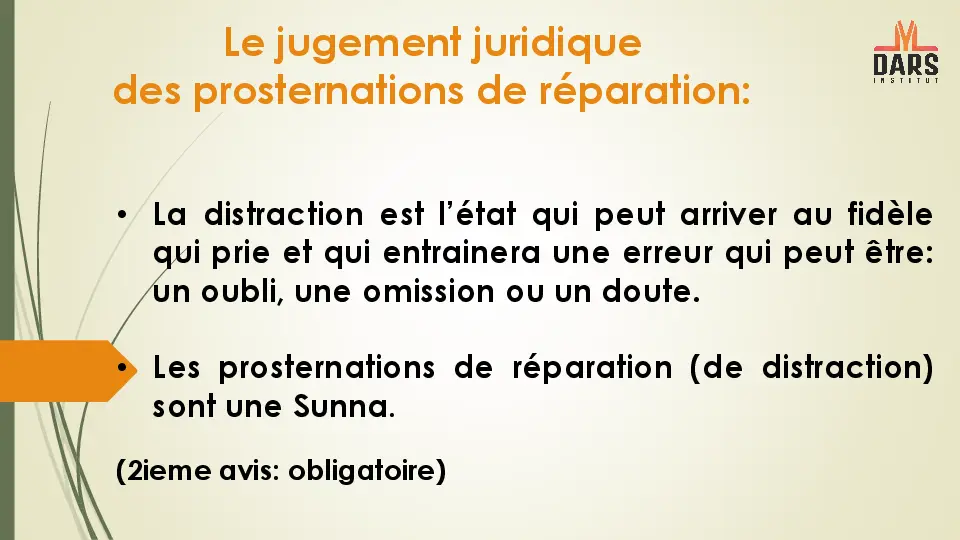 Le jugement juridique
des prosternations de réparation:
DARS
INSTITUT
• La distraction est l’état qui peut arriver au fidèle
qui prie et qui entrainera une erreur qui peut être:
un oubli, une omission ou un doute.
• Les prosternations de réparation (de distraction)
sont une Sunna.
(2ieme avis: obligatoire)